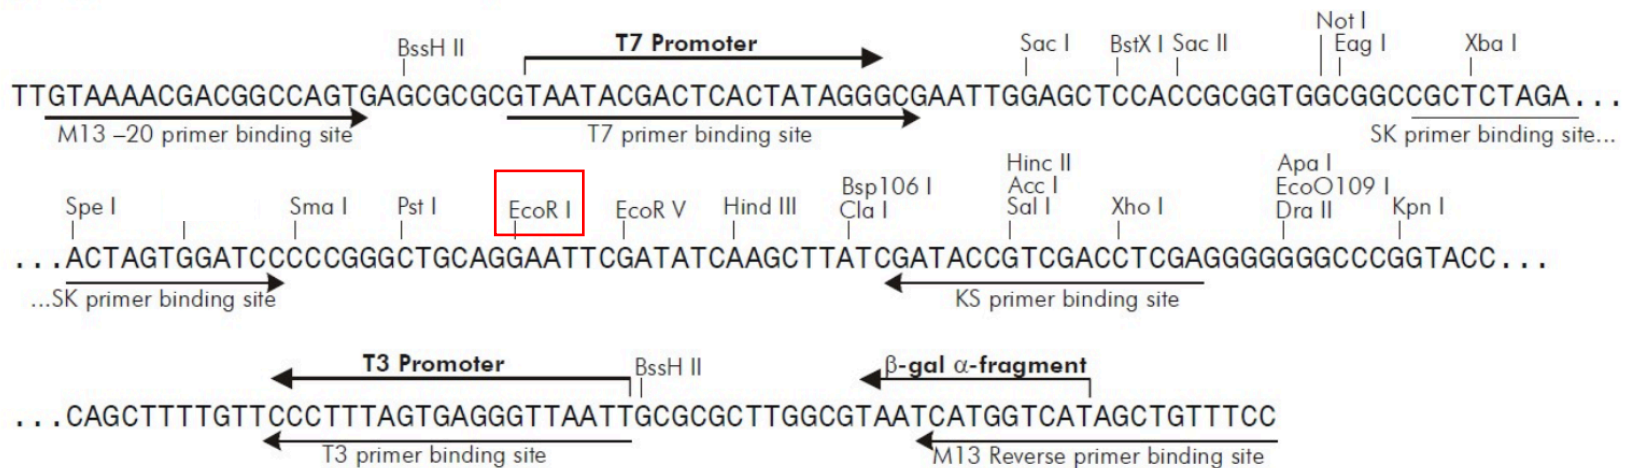 Not I
BssH II T7 Promoter Sac I BstX I Sac II Eag I Xba I
TTGTAAAACGACGGCCAGTGAGCGCGCGTAATACGACTCACTATAGGGCGAATTGGAGCTCCACCGCGGTGGCGGCCGCTCTAGA...
M13 –20 primer binding site T7 primer binding site SK primer binding site...
Hinc II Apa I
Bsp106 I Acc I EcoO109 I
Spe I Sma I Pst I EcoR I EcoR V Hind III Cla I Sal I Xho I Dra II Kpn I
...ACTAGTGGATCCCCCGGGCTGCAGGAATTCGATATCAAGCTTATCGATACCGTCGACCTCGAGGGGGGGCCCGGTACC...
...SK primer binding site KS primer binding site
T3 Promoter BssH II β-gal α-fragment
...CAGCTTTTGTTCCCTTTAGTGAGGGTTAATTGCGCGCTTGGCGTAATCATGGTCATAGCTGTTTCC
T3 primer binding site M13 Reverse primer binding site